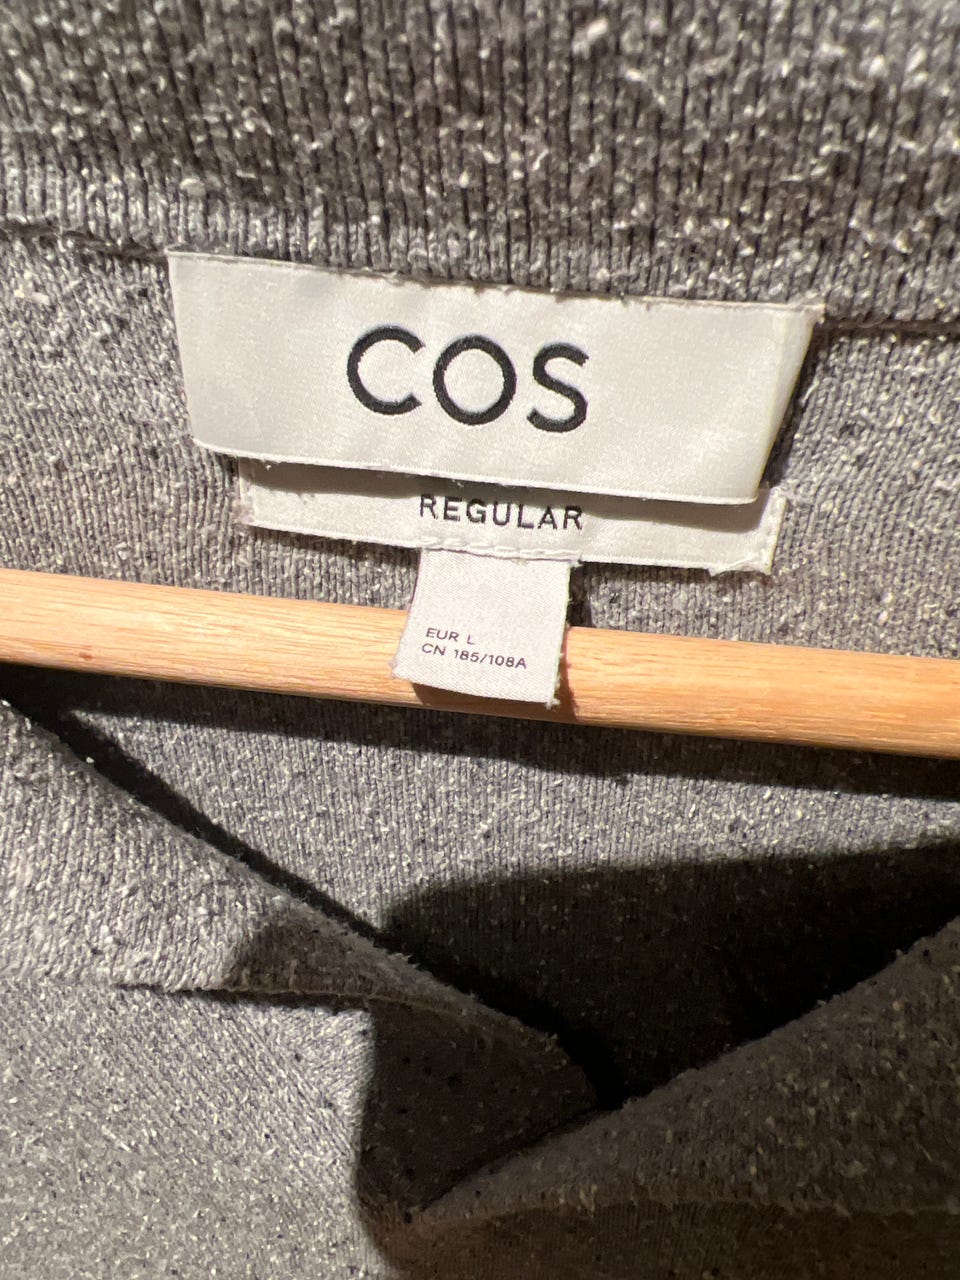 COS
REGULAR
EUR L
CN 185/108A